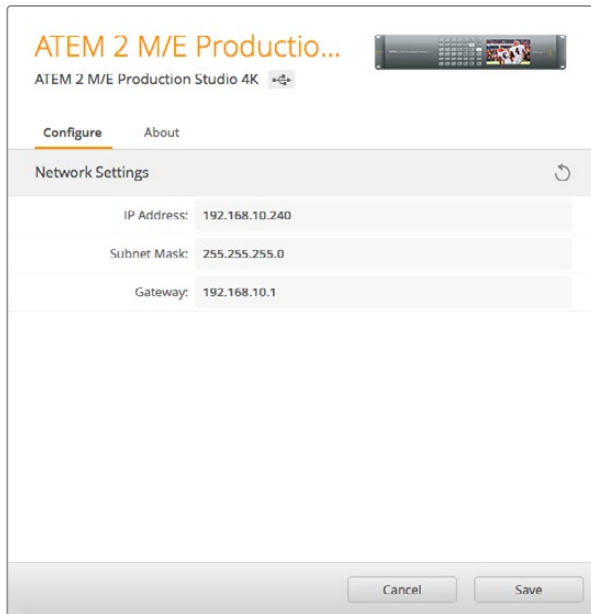 ATEM 2 M/E Productio...
ATEM 2 M/E Production Studio 4K
Configure About
Network Settings
IP Address: 192.168.10.240
Subnet Mask: 255.255.255.0
Gateway: 192.168.10.1
Cancel Save